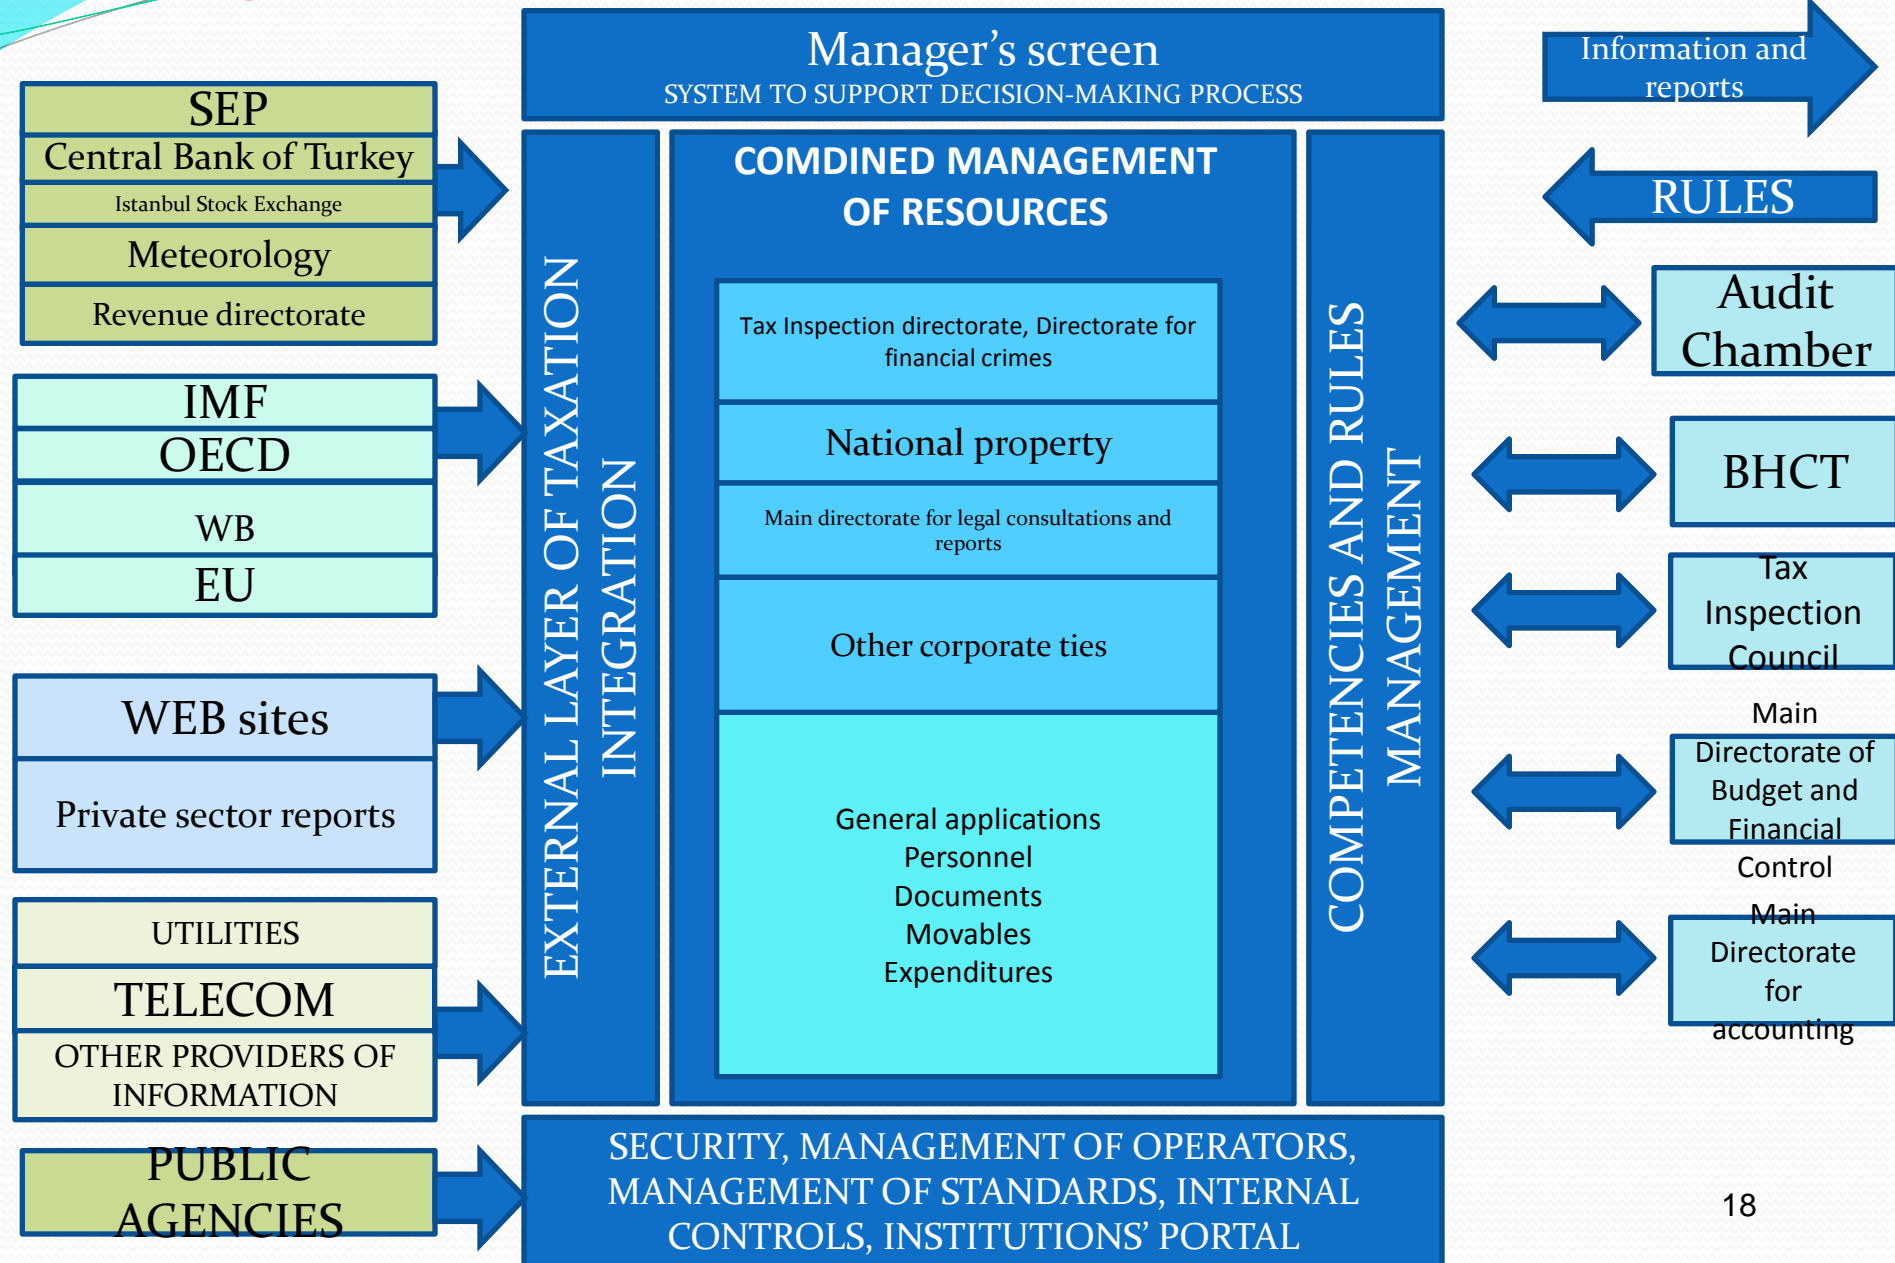 Manager’s screen
SYSTEM TO SUPPORT DECISION-MAKING PROCESS
Information and
reports
RULES
SEP
Central Bank of Turkey
Istanbul Stock Exchange
Meteorology
Revenue directorate
IMF
OECD
WB
EU
WEB sites
Private sector reports
UTILITIES
TELECOM
OTHER PROVIDERS OF
INFORMATION
PUBLIC
AGENCIES
EXTERNAL LAYER OF TAXATION
INTEGRATION
COMDINED MANAGEMENT
OF RESOURCES
Tax Inspection directorate, Directorate for
financial crimes
National property
Main directorate for legal consultations and
reports
Other corporate ties
General applications
Personnel
Documents
Movables
Expenditures
COMPETENCIES AND RULES
MANAGEMENT
SECURITY, MANAGEMENT OF OPERATORS,
MANAGEMENT OF STANDARDS, INTERNAL
CONTROLS, INSTITUTIONS’ PORTAL
Audit
Chamber
BHCT
Tax
Inspection
Council
Main
Directorate of
Budget and
Financial
Control
Main
Directorate
for
accounting
18